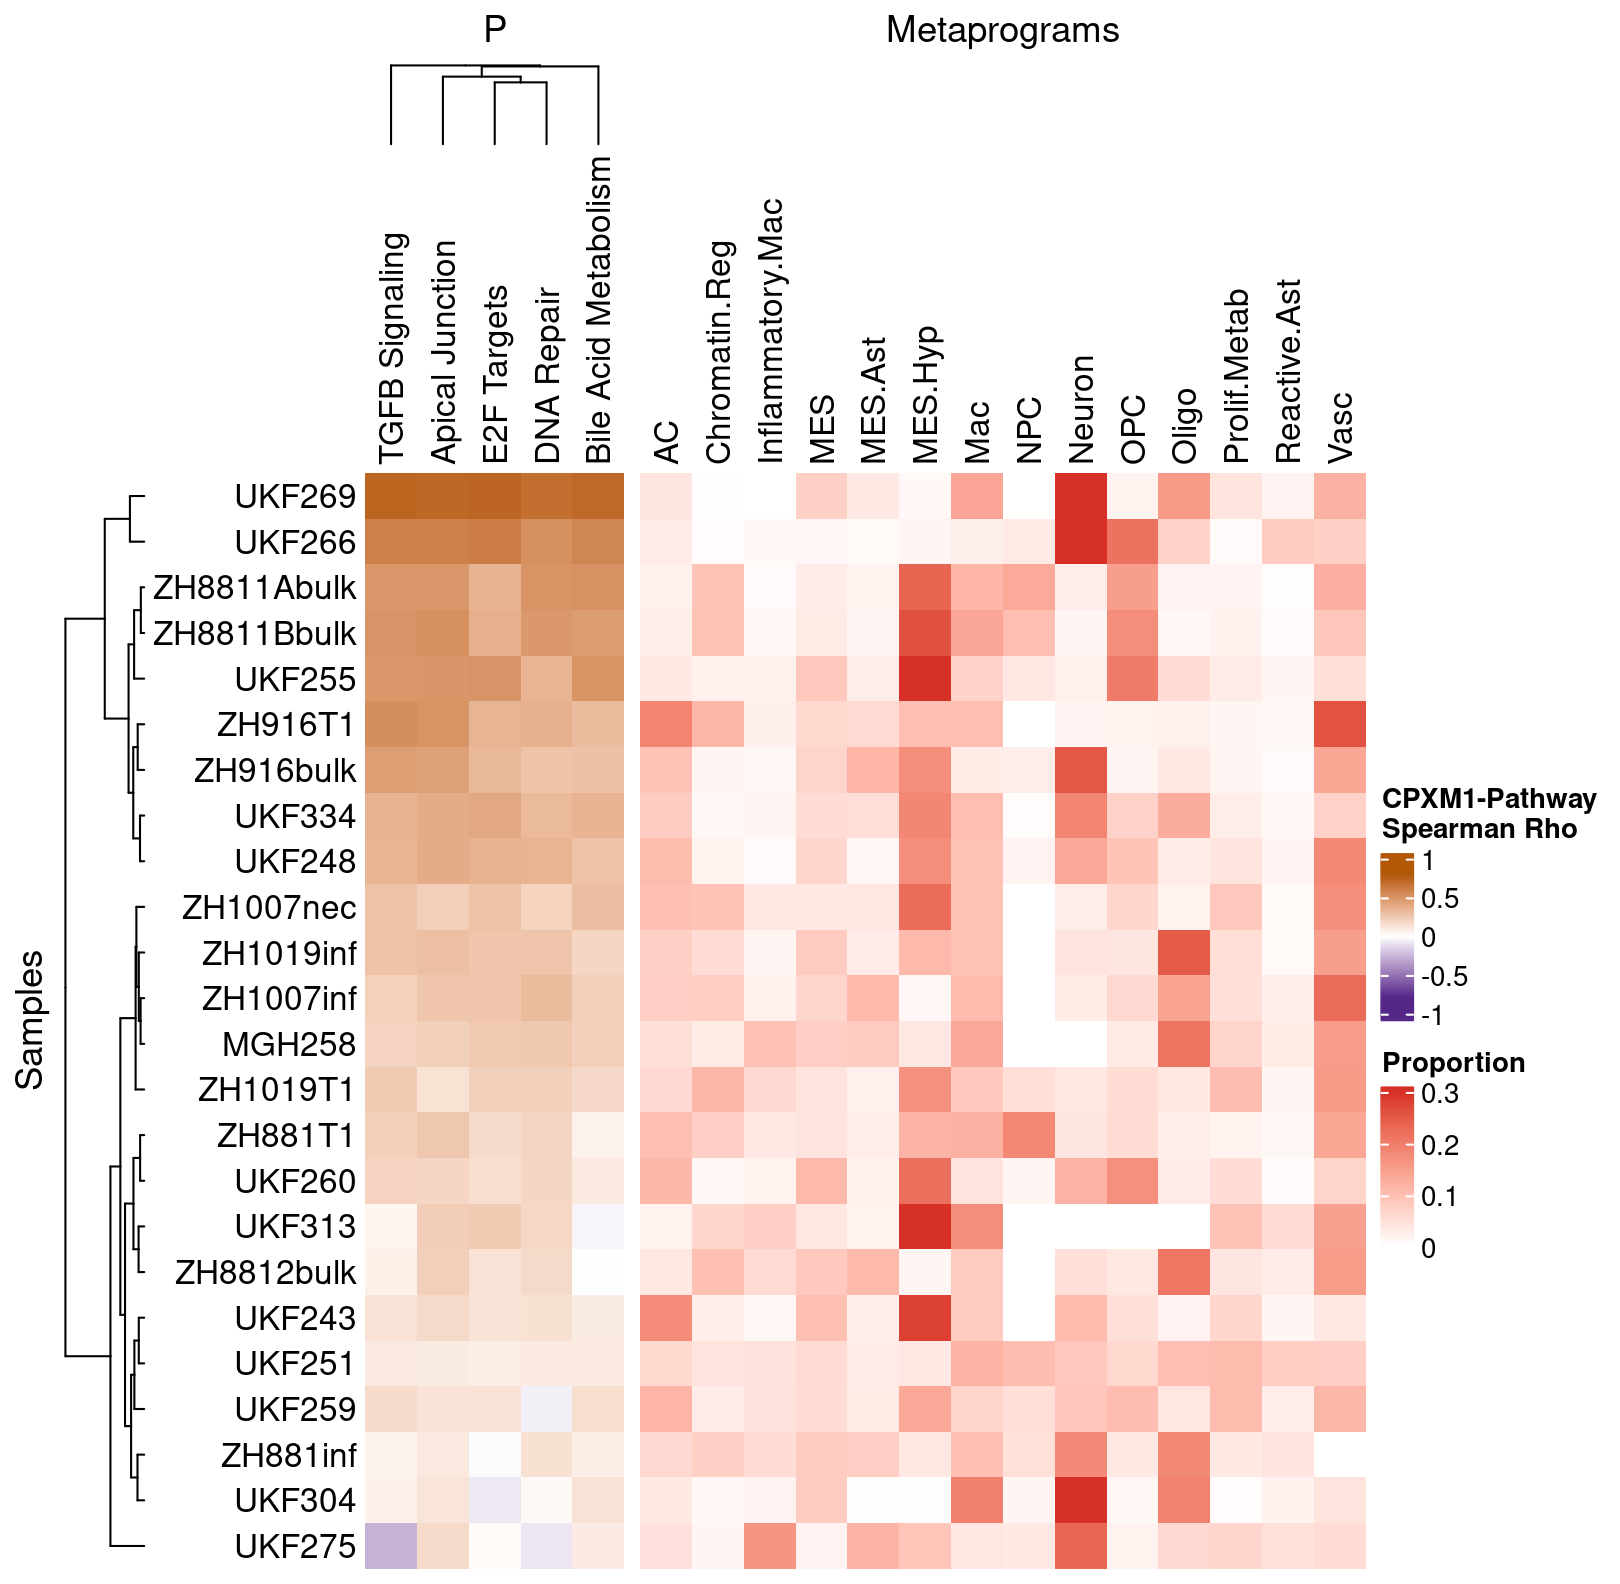 P
Metaprograms
TGFB Signaling
Apical Junction
E2F Targets
DNA Repair
Bile Acid Metabolism
AC
Chromatin.Reg
Inflammatory.Mac
MES
MES.Ast
MES.Hyp
Mac
NPC
Neuron
OPC
Oligo
Prolif.Metab
Reactive.Ast
Vasc
Samples
UKF269
UKF266
ZH8811Abulk
ZH8811Bbulk
UKF255
ZH916T1
ZH916bulk
UKF334
UKF248
ZH1007nec
ZH1019inf
ZH1007inf
MGH258
ZH1019T1
ZH881T1
UKF260
UKF313
ZH8812bulk
UKF243
UKF251
UKF259
ZH881inf
UKF304
UKF275
CPXM1-Pathway
Spearman Rho
1
0.5
0
-0.5
-1
Proportion
0.3
0.2
0.1
0